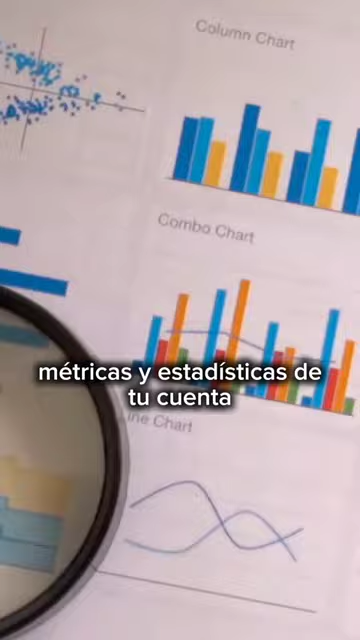 Column Chart
Combo Chart
métricas y estadísticas de
tu cuenta
ine Chart